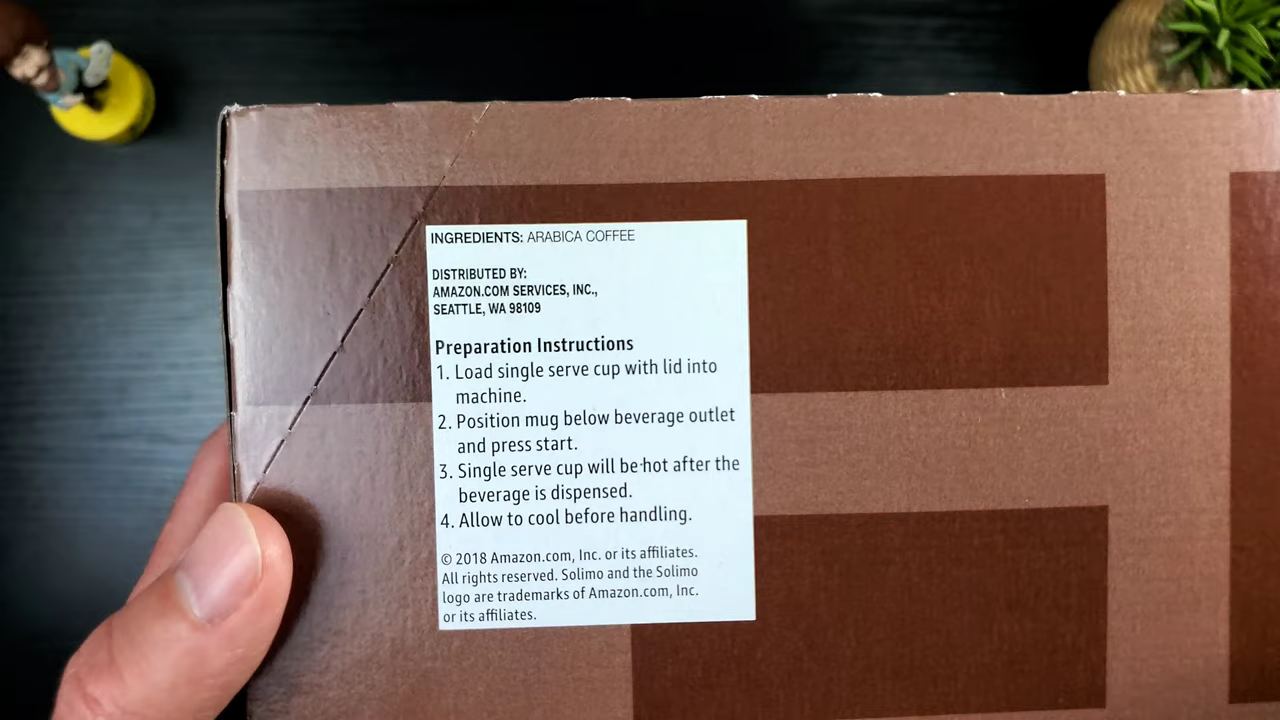 INGREDIENTS: ARABICA COFFEE
DISTRIBUTED BY:
AMAZON.COM SERVICES, INC.,
SEATTLE, WA 98109
Preparation Instructions
1. Load single serve cup with lid into
machine.
2. Position mug below beverage outlet
and press start.
3. Single serve cup will be hot after the
beverage is dispensed.
4. Allow to cool before handling.
© 2018 Amazon.com, Inc. or its affiliates.
All rights reserved. Solimo and the Solimo
logo are trademarks of Amazon.com, Inc.
or its affiliates.